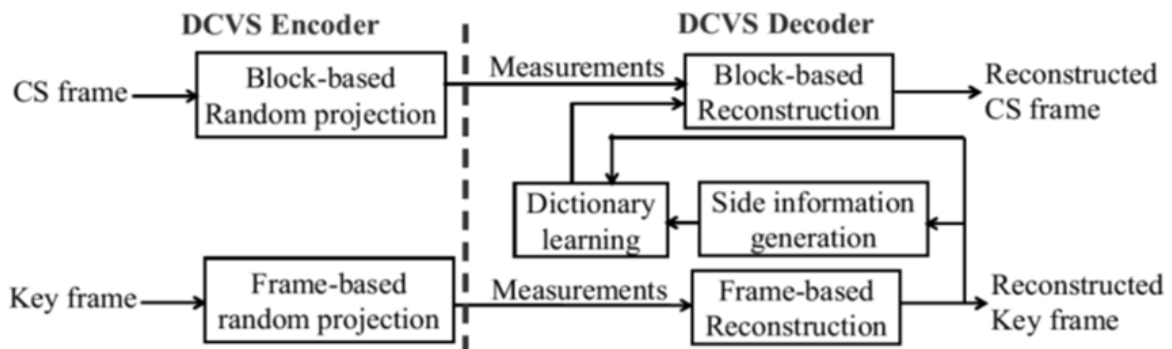 DCVS Encoder
DCVS Decoder
CS frame
Block-based
Random projection
Measurements
Block-based
Reconstruction
Reconstructed
CS frame
Dictionary
learning
Side information
generation
Key frame
Frame-based
random projection
Measurements
Frame-based
Reconstruction
Reconstructed
Key frame